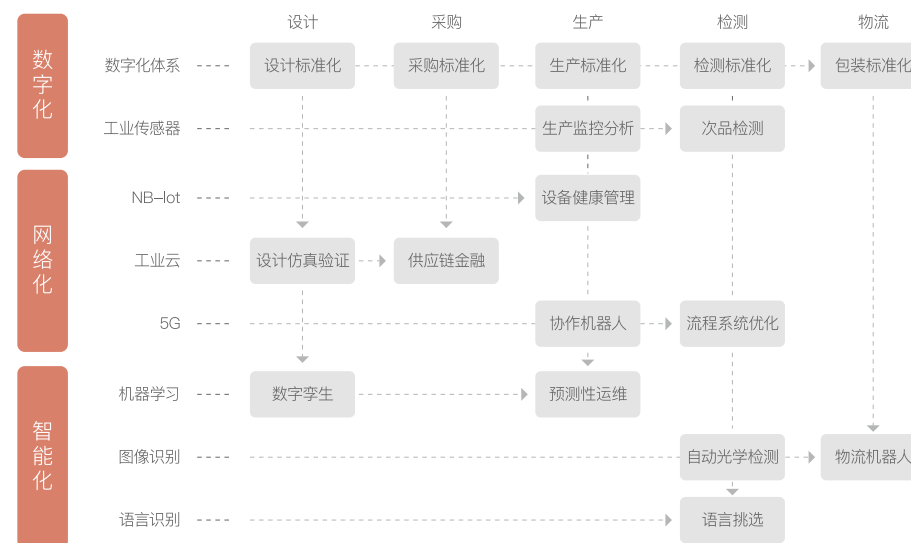 设计 采购 生产 检测 物流
数字化
数字化体系 设计标准化 采购标准化 生产标准化 检测标准化 包装标准化
工业传感器 生产监控分析 次品检测
网络化
NB-lot 设备健康管理
工业云 设计仿真验证 供应链金融
5G 协作机器人 流程系统优化
智能化
机器学习 数字孪生 预测性运维
图像识别 自动光学检测 物流机器人
语言识别 语言挑选